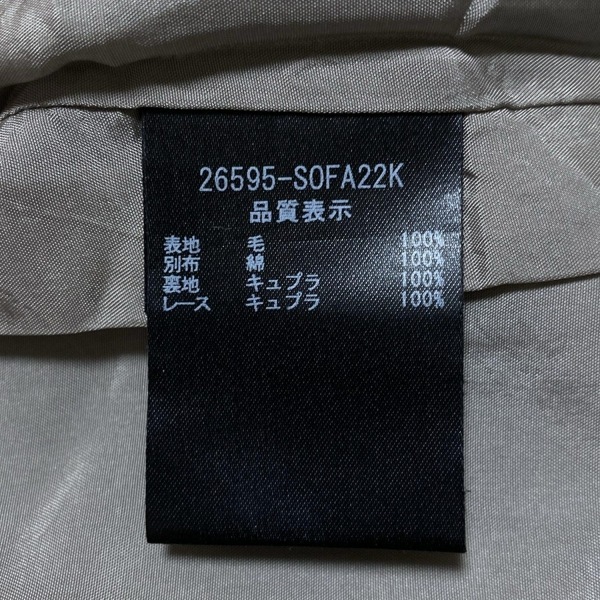 26595-SOFA22K
品質表示
表地 毛 100%
別布 綿 100%
裏地 キュプラ 100%
レース キュプラ 100%